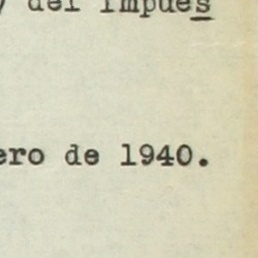 y del Impues
ero de 1940.